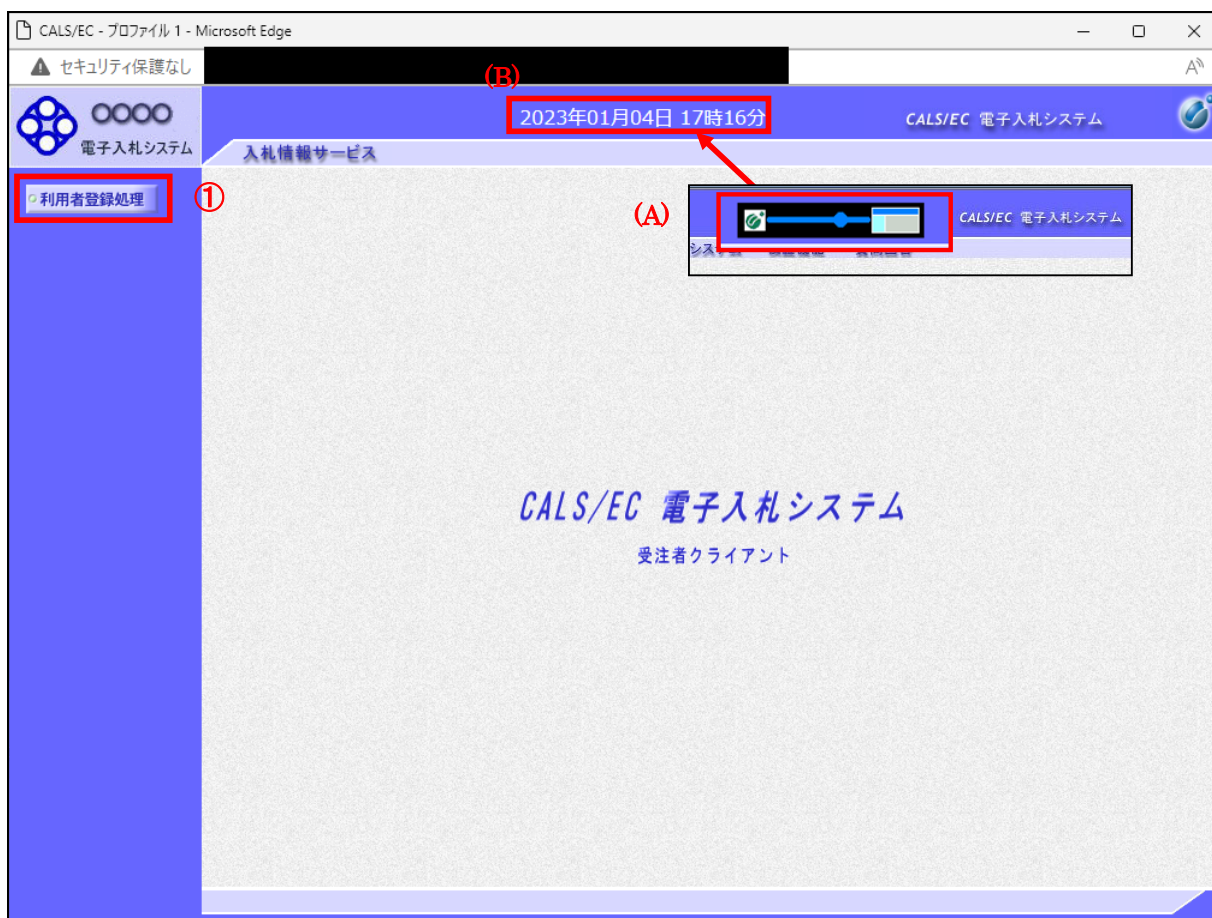 CALS/EC - プロファイル 1 - Microsoft Edge
セキュリティ保護なし
(B)
OOOO
電子入札システム
2023年01月04日 17時16分
CALS/EC 電子入札システム
入札情報サービス
利用者登録処理
①
(A)
CALS/EC 電子入札システム
システム
CALS/EC 電子入札システム
受注者クライアント